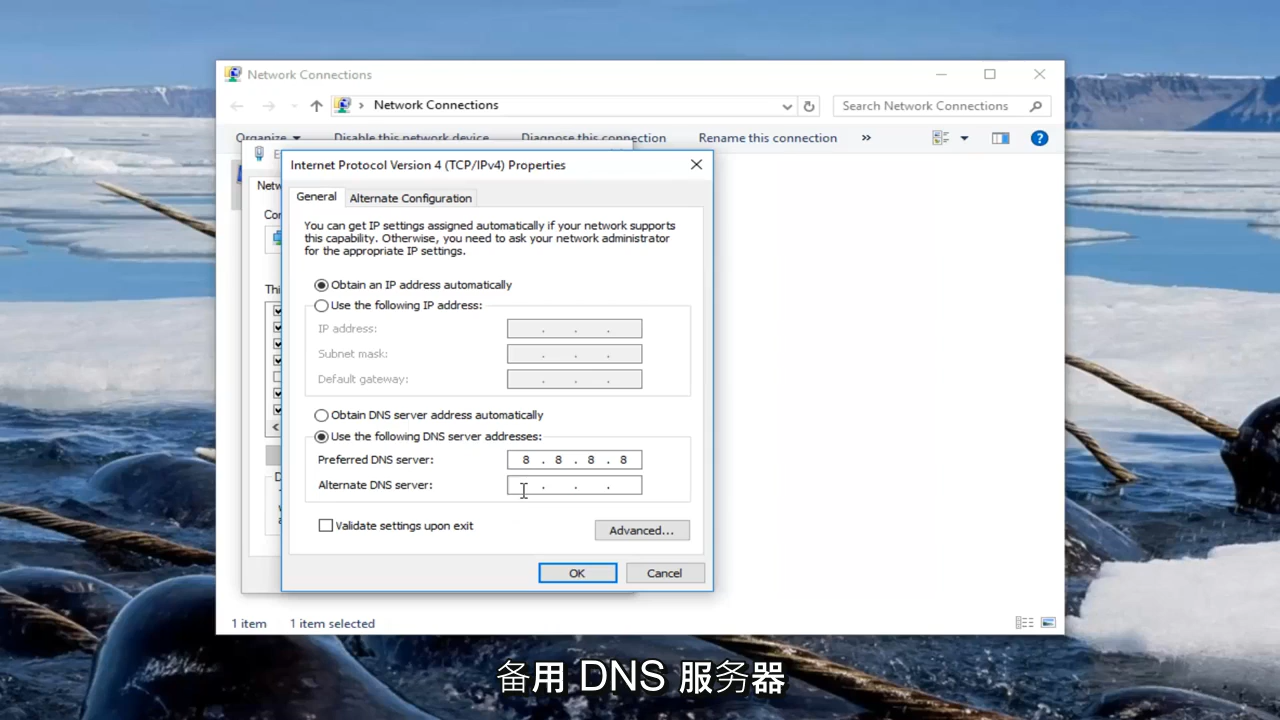 Network Connections
Network Connections
Search Network Connections
Organize Disable this network device Diagnose this connection Rename this connection »
Internet Protocol Version 4 (TCP/IPv4) Properties
General Alternate Configuration
You can get IP settings assigned automatically if your network supports
this capability. Otherwise, you need to ask your network administrator
for the appropriate IP settings.
Obtain an IP address automatically
Use the following IP address:
IP address: . . .
Subnet mask: . . .
Default gateway: . . .
Obtain DNS server address automatically
Use the following DNS server addresses:
Preferred DNS server: 8 . 8 . 8 . 8
Alternate DNS server: . . .
Validate settings upon exit
Advanced...
OK Cancel
1 item 1 item selected
备用 DNS 服务器